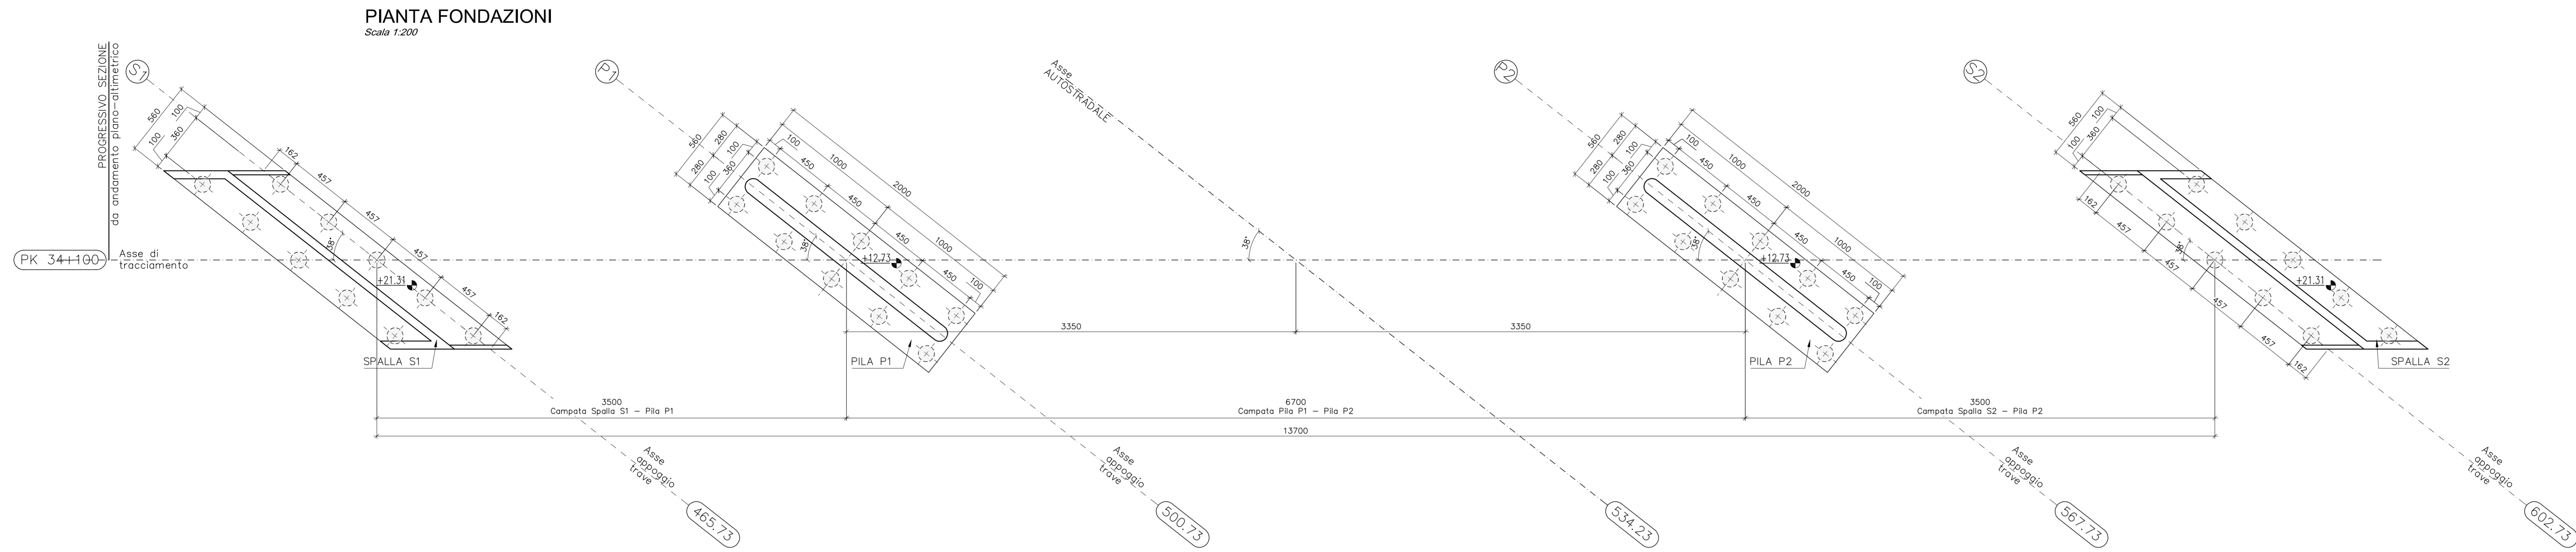 PIANTA FONDAZIONI
Scala 1:200
PROGRESSIVO SEZIONE
da andamento plano-altimetrico
PK 34+100
Asse di
tracciamento
S1
560
100
360
100
162
457
457
457
457
162
38°
+21.31
SPALLA S1
P1
560
280
280
100
360
100
100
450
450
450
450
100
1000
1000
2000
38°
+12.73
PILA P1
Asse
AUTOSTRADALE
38°
3350
3350
P2
560
280
280
100
360
100
100
450
450
450
450
100
1000
1000
2000
38°
+12.73
PILA P2
S2
560
100
360
100
162
457
457
457
457
162
38°
+21.31
SPALLA S2
3500
Campata Spalla S1 - Pila P1
6700
Campata Pila P1 - Pila P2
3500
Campata Spalla S2 - Pila P2
13700
Asse
appoggio
trave
465.73
Asse
appoggio
trave
500.73
534.23
Asse
appoggio
trave
567.73
Asse
appoggio
trave
602.73